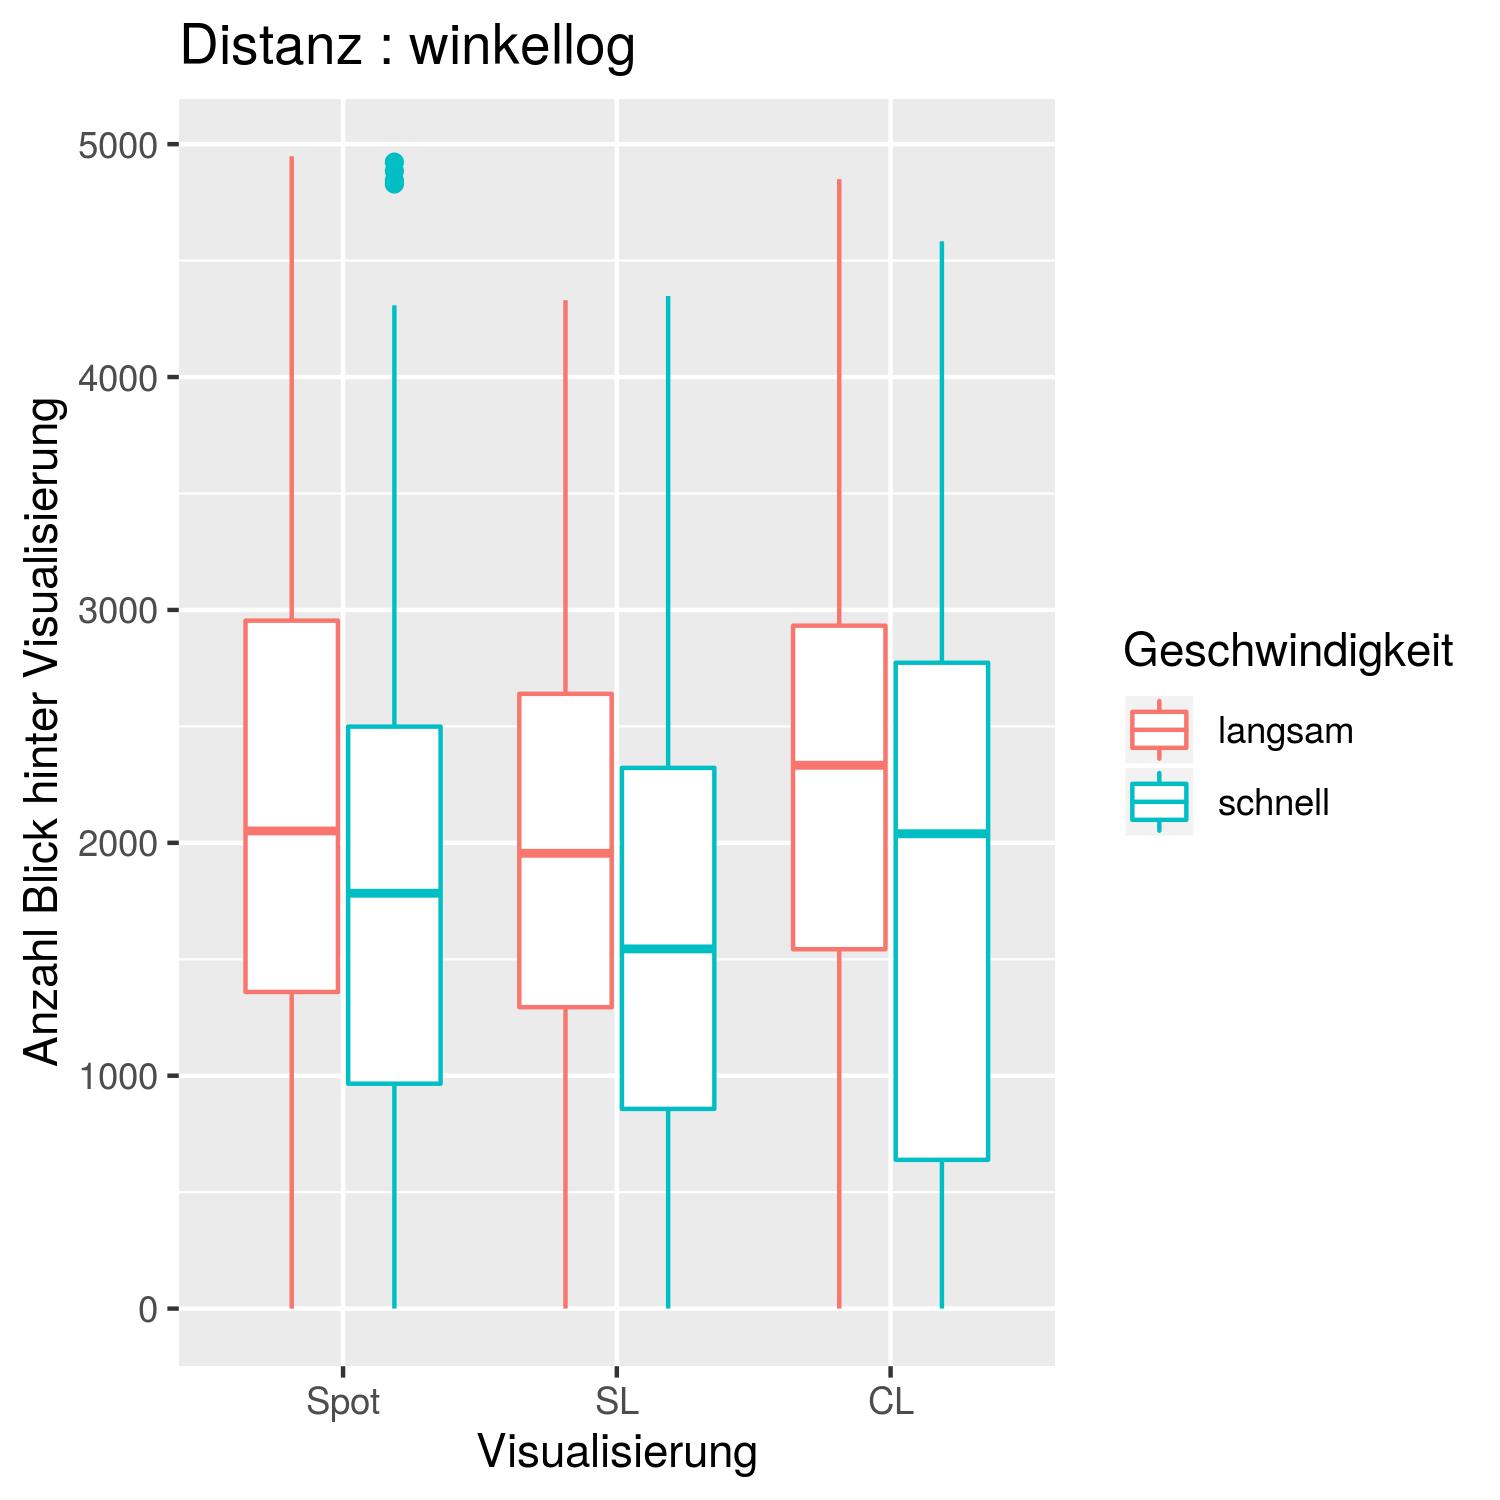 Distanz : winkellog
Anzahl Blick hinter Visualisierung
5000
4000
3000
2000
1000
0
Spot SL CL
Visualisierung
Geschwindigkeit
langsam
schnell